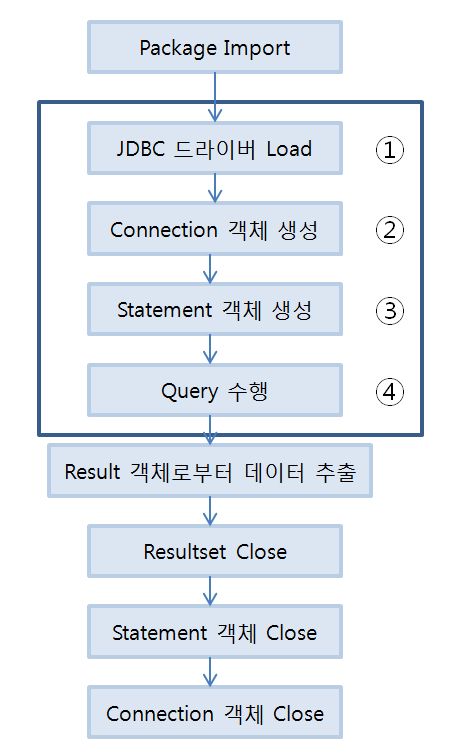 Package Import
JDBC 드라이버 Load ①
Connection 객체 생성 ②
Statement 객체 생성 ③
Query 수행 ④
Result 객체로부터 데이터 추출
Resultset Close
Statement 객체 Close
Connection 객체 Close